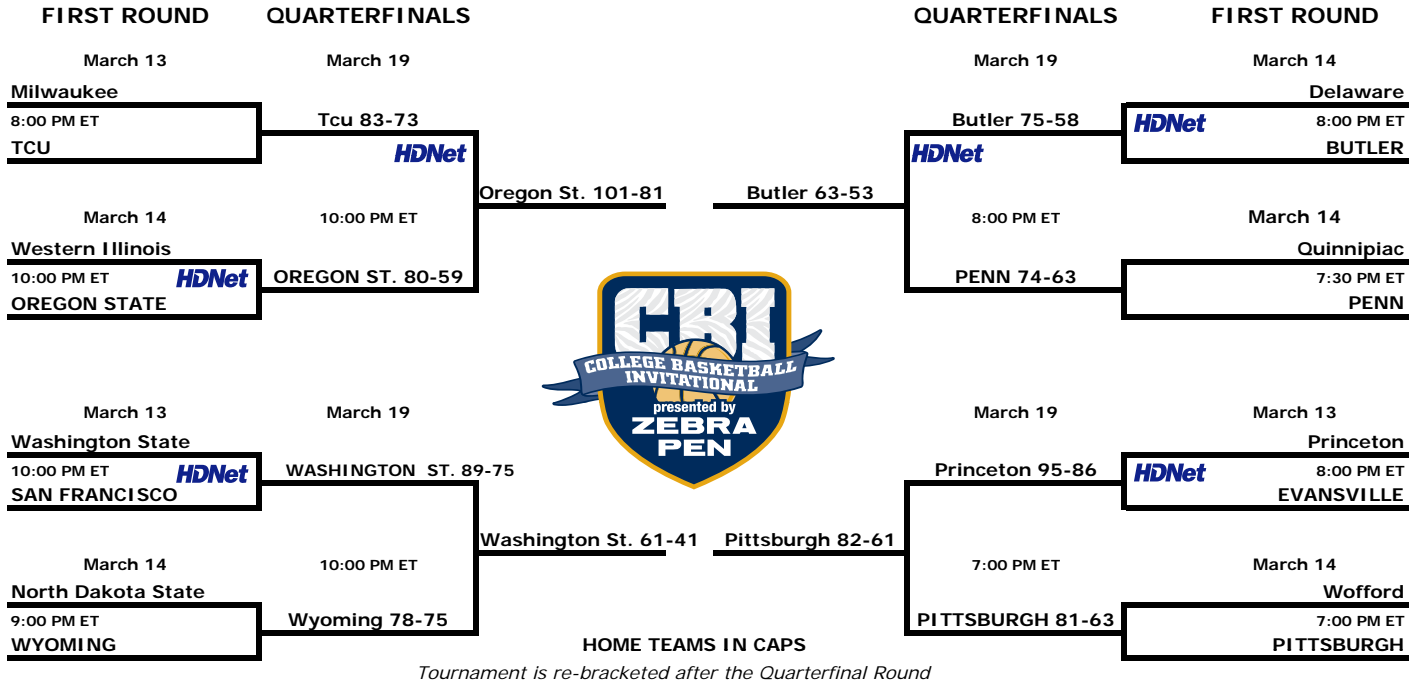 FIRST ROUND
QUARTERFINALS
QUARTERFINALS
FIRST ROUND
March 13
March 19
March 19
March 14
Milwaukee
8:00 PM ET
TCU
Tcu 83-73
HDNet
Butler 75-58
HDNet
Delaware
HDNet
8:00 PM ET
BUTLER
Oregon St. 101-81
Butler 63-53
March 14
10:00 PM ET
8:00 PM ET
March 14
Western Illinois
10:00 PM ET
HDNet
OREGON STATE
OREGON ST. 80-59
PENN 74-63
Quinnipiac
7:30 PM ET
PENN
CBI
COLLEGE BASKETBALL
INVITATIONAL
presented by
ZEBRA
PEN
March 13
March 19
March 19
March 13
Washington State
10:00 PM ET
HDNet
SAN FRANCISCO
WASHINGTON ST. 89-75
Princeton 95-86
Princeton
HDNet
8:00 PM ET
EVANSVILLE
Washington St. 61-41
Pittsburgh 82-61
March 14
10:00 PM ET
7:00 PM ET
March 14
North Dakota State
9:00 PM ET
WYOMING
Wyoming 78-75
PITTSBURGH 81-63
Wofford
7:00 PM ET
PITTSBURGH
HOME TEAMS IN CAPS
Tournament is re-bracketed after the Quarterfinal Round